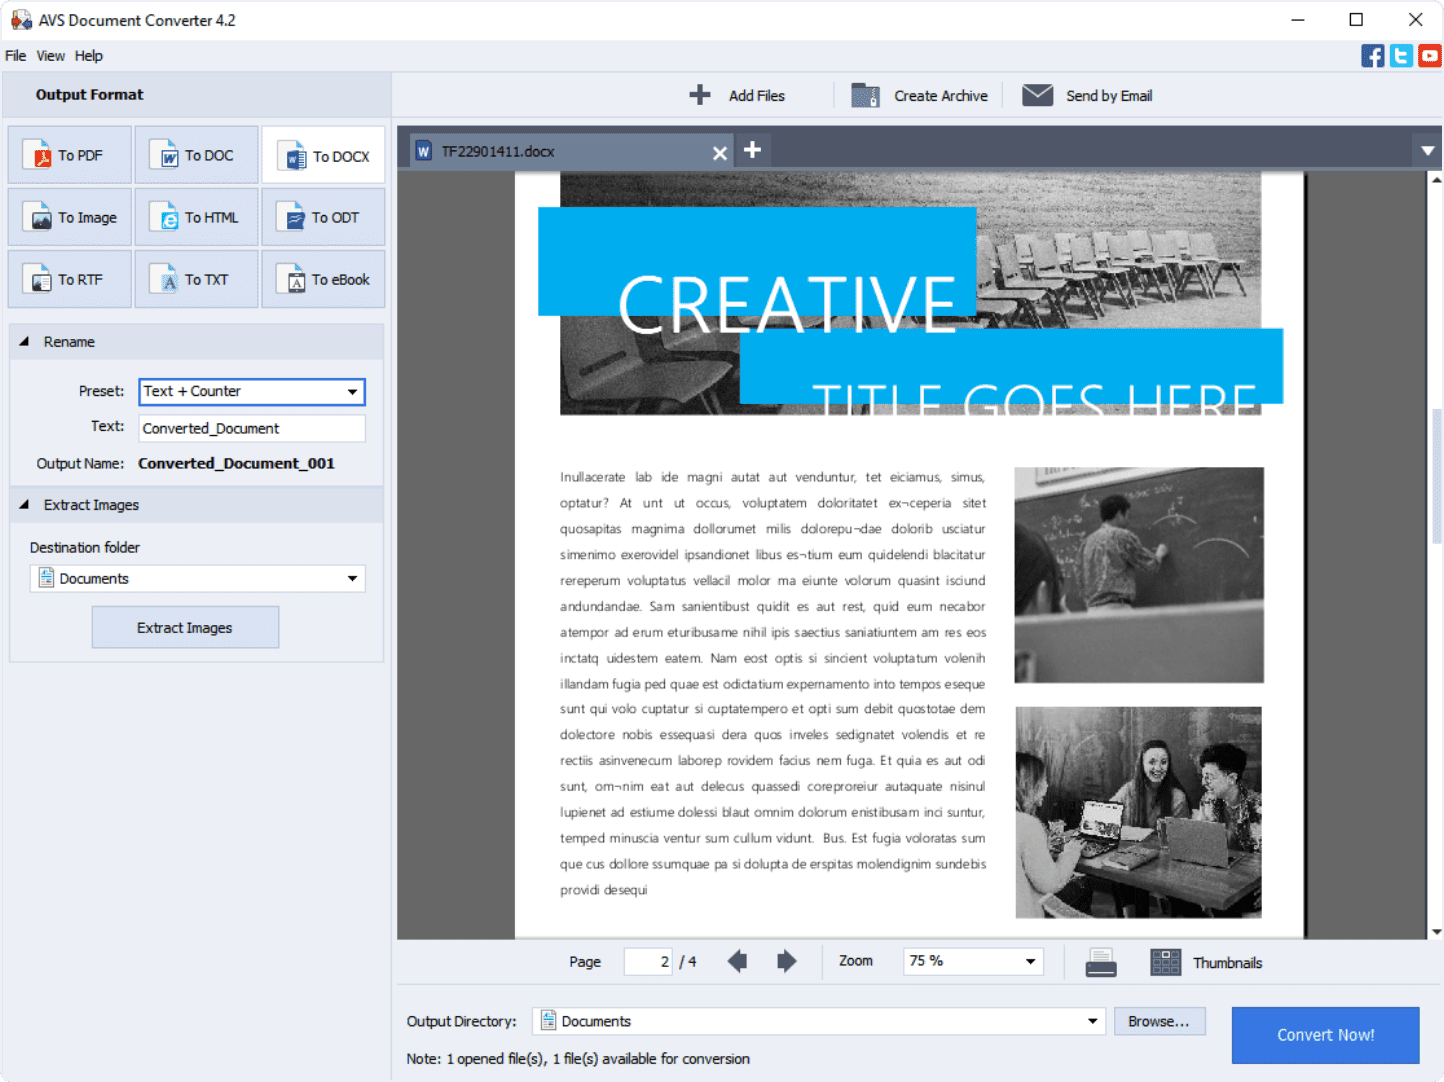 AVS Document Converter 4.2
File View Help
Output Format
Add Files
Create Archive
Send by Email
To PDF
To DOC
To DOCX
To Image
To HTML
To ODT
To RTF
To TXT
To eBook
Rename
Preset: Text + Counter
Text: Converted_Document
Output Name: Converted_Document_001
Extract Images
Destination folder
Documents
Extract Images
TF22901411.docx
CREATIVE
TITLE GOES HERE
Inullacerate lab ide magni autat aut venduntur, tet eiciamus, simus,
optatur? At unt ut occus, voluptatem doloritatet ex¬ceperia sitet
quosapitas magnima dollorumet milis dolorepu¬dae dolorib usciatur
simenimo exerovidel ipsandionet libus es¬tium eum quidelendi blacitatur
rereperum voluptatus vellacil molor ma eiunte volorum quasint isciund
andundandae. Sam sanientibust quidit es aut rest, quid eum necabor
atempor ad erum eturibusame nihil ipis saectius saniatiuntem am res eos
inctatq uidestem eatem. Nam eost optis si sincient voluptatum volenih
illandam fugia ped quae est odictatium expernamento into tempos eseque
sunt qui volo cuptatur si cuptatempero et opti sum debit quostotae dem
dolectore nobis essequasi dera quos inveles sedignatet volendis et re
rectiis asinvenecum laborep rovidem facius nem fuga. Et quia es aut odi
sunt, om¬nim eat aut delecus quassedi coreproreiur autaquate nisinul
lupienet ad estiume dolessi blaut omnim dolorum enistibusam inci suntur,
temped minuscia ventur sum cullum vidunt. Bus. Est fugia voloratas sum
que cus dollore ssumquae pa si dolupta de erspitas molendignim sundebis
providi desequi
Page 2 / 4
Zoom 75 %
Thumbnails
Output Directory: Documents
Browse...
Convert Now!
Note: 1 opened file(s), 1 file(s) available for conversion